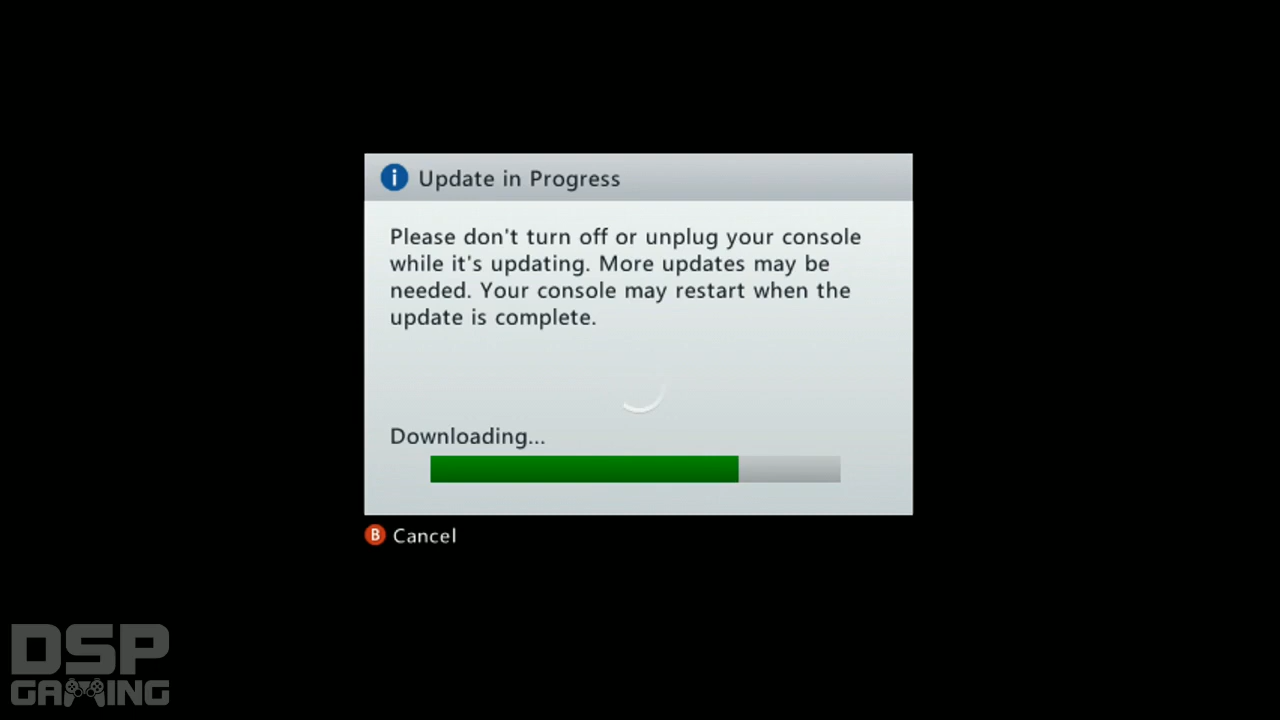 i Update in Progress
Please don't turn off or unplug your console
while it's updating. More updates may be
needed. Your console may restart when the
update is complete.
Downloading...
B Cancel
DSP
GAMING